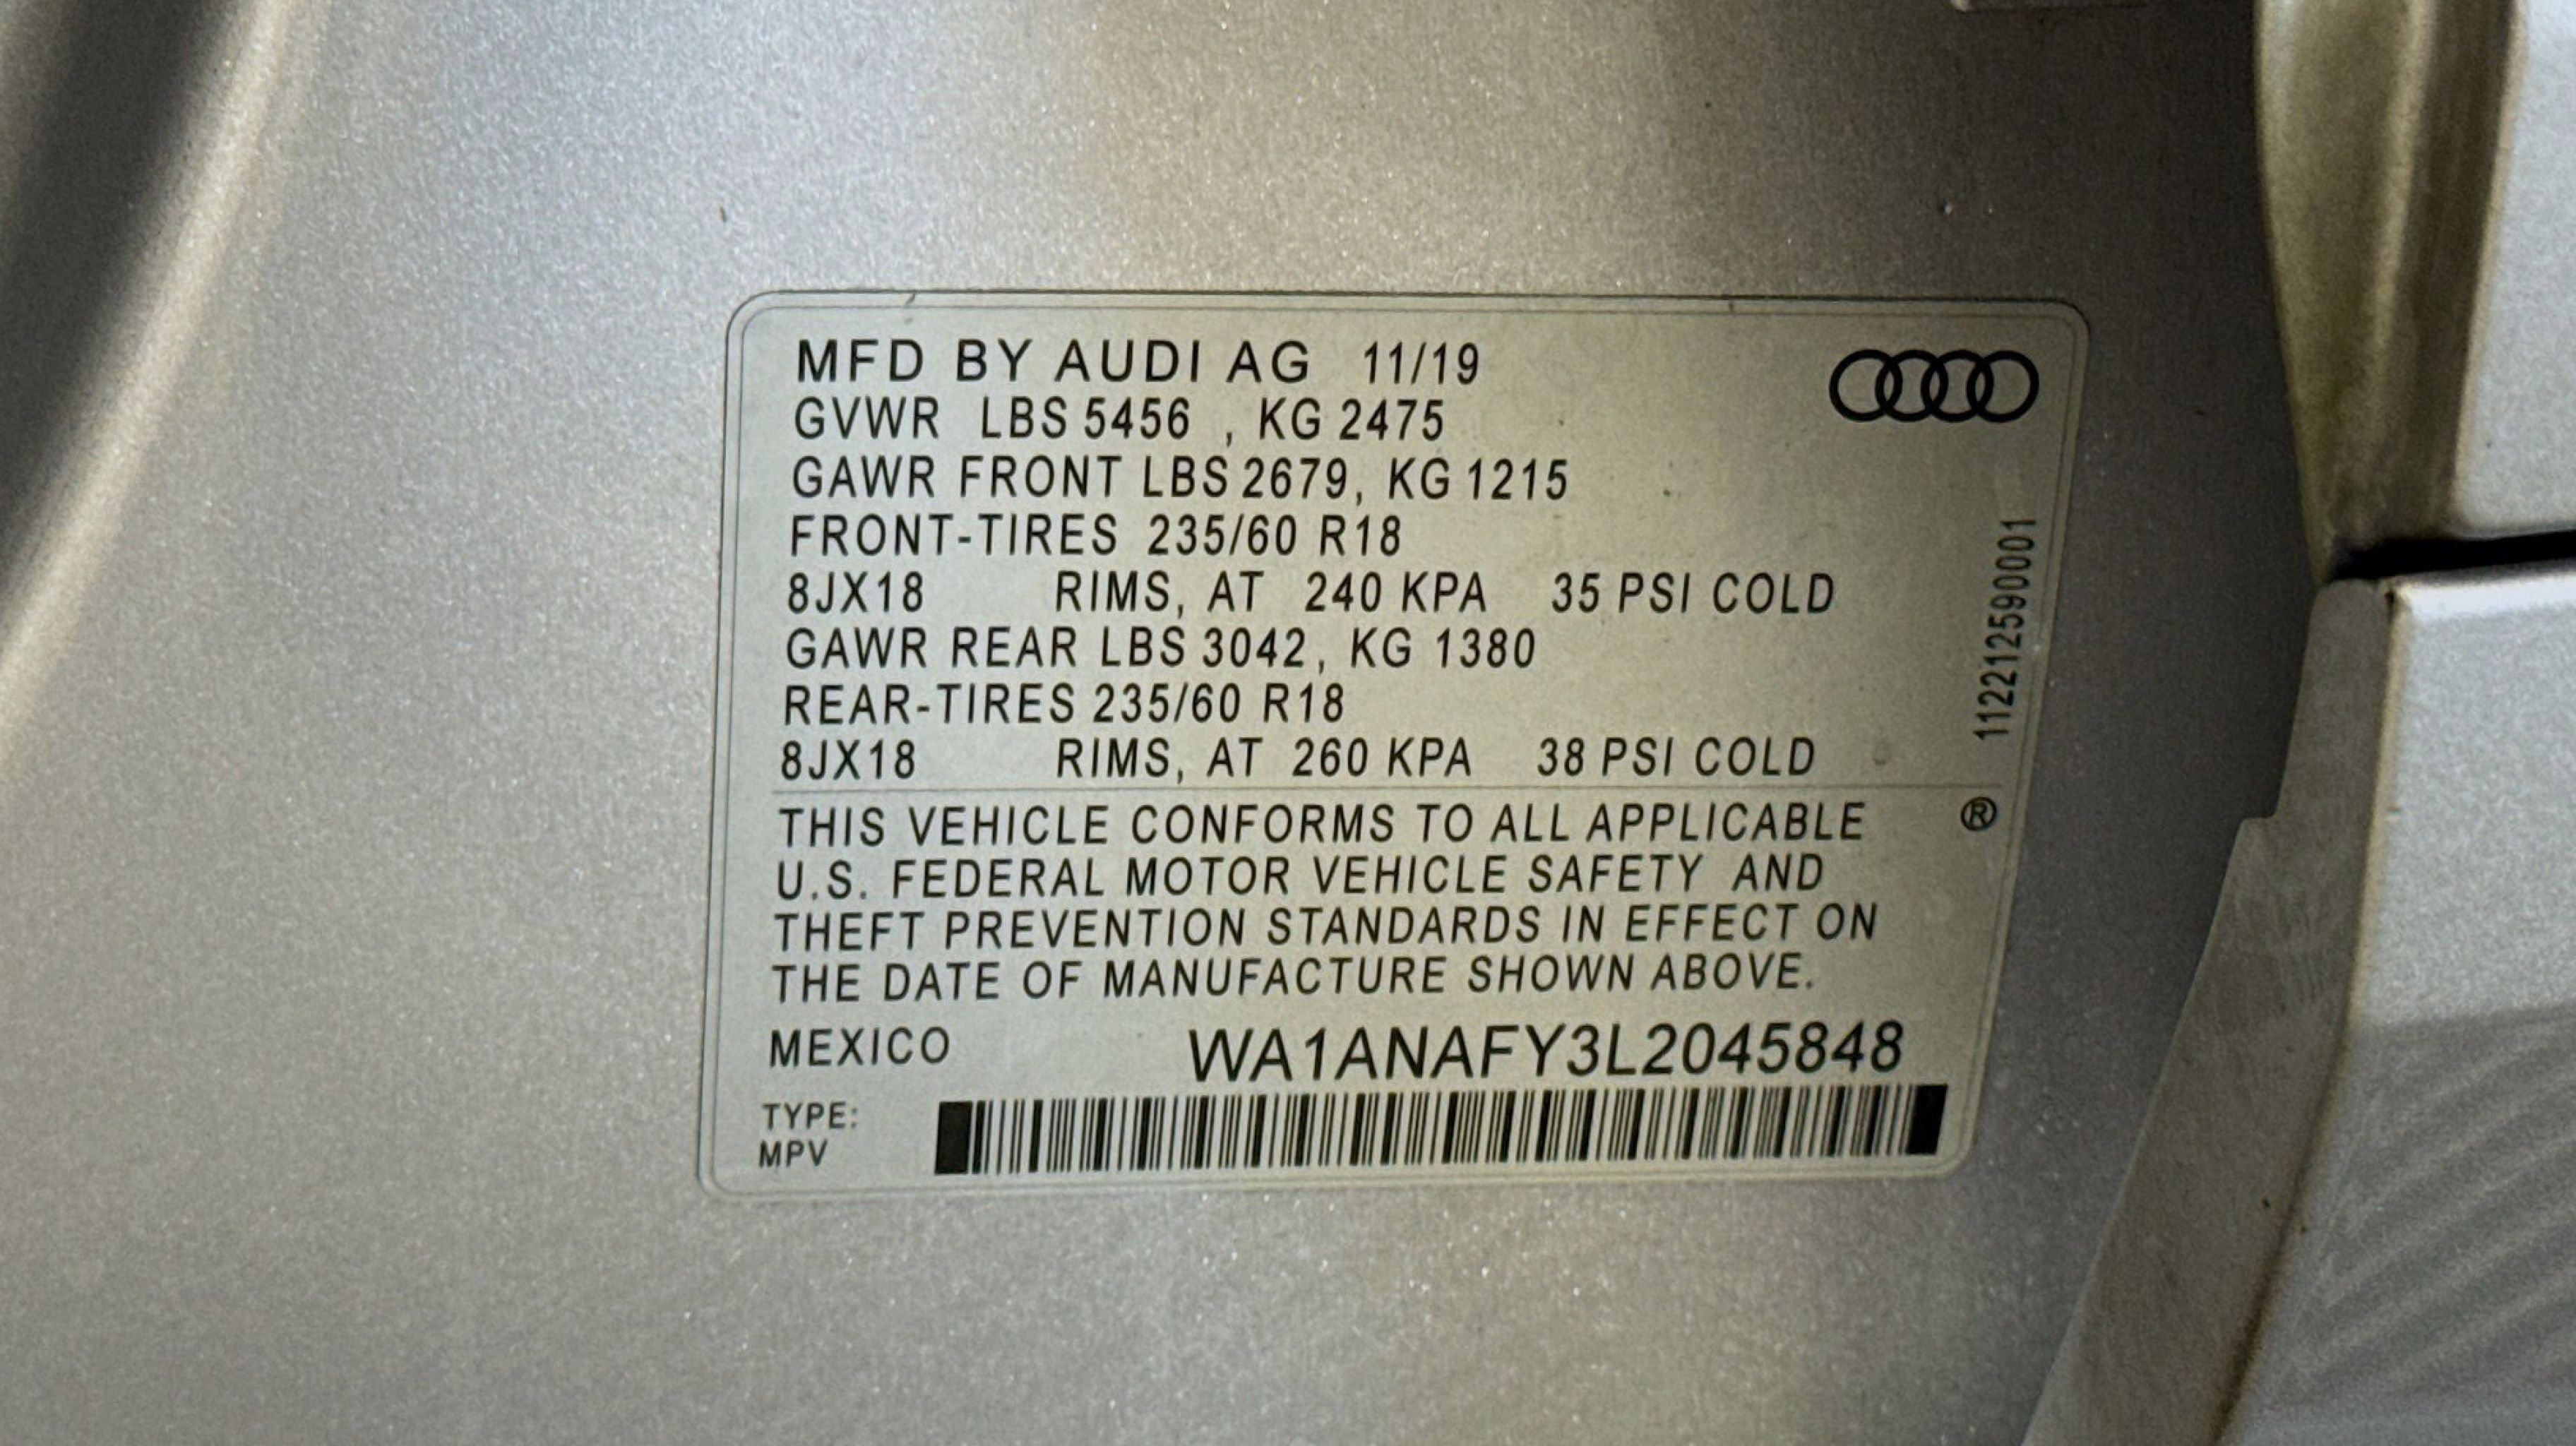 MFD BY AUDI AG 11/19
GVWR LBS 5456 , KG 2475
GAWR FRONT LBS 2679, KG 1215
FRONT-TIRES 235/60 R18
8JX18 RIMS, AT 240 KPA 35 PSI COLD
GAWR REAR LBS 3042, KG 1380
REAR-TIRES 235/60 R18
8JX18 RIMS, AT 260 KPA 38 PSI COLD
112212590001
THIS VEHICLE CONFORMS TO ALL APPLICABLE ®
U.S. FEDERAL MOTOR VEHICLE SAFETY AND
THEFT PREVENTION STANDARDS IN EFFECT ON
THE DATE OF MANUFACTURE SHOWN ABOVE.
MEXICO WA1ANAFY3L2045848
TYPE:
MPV